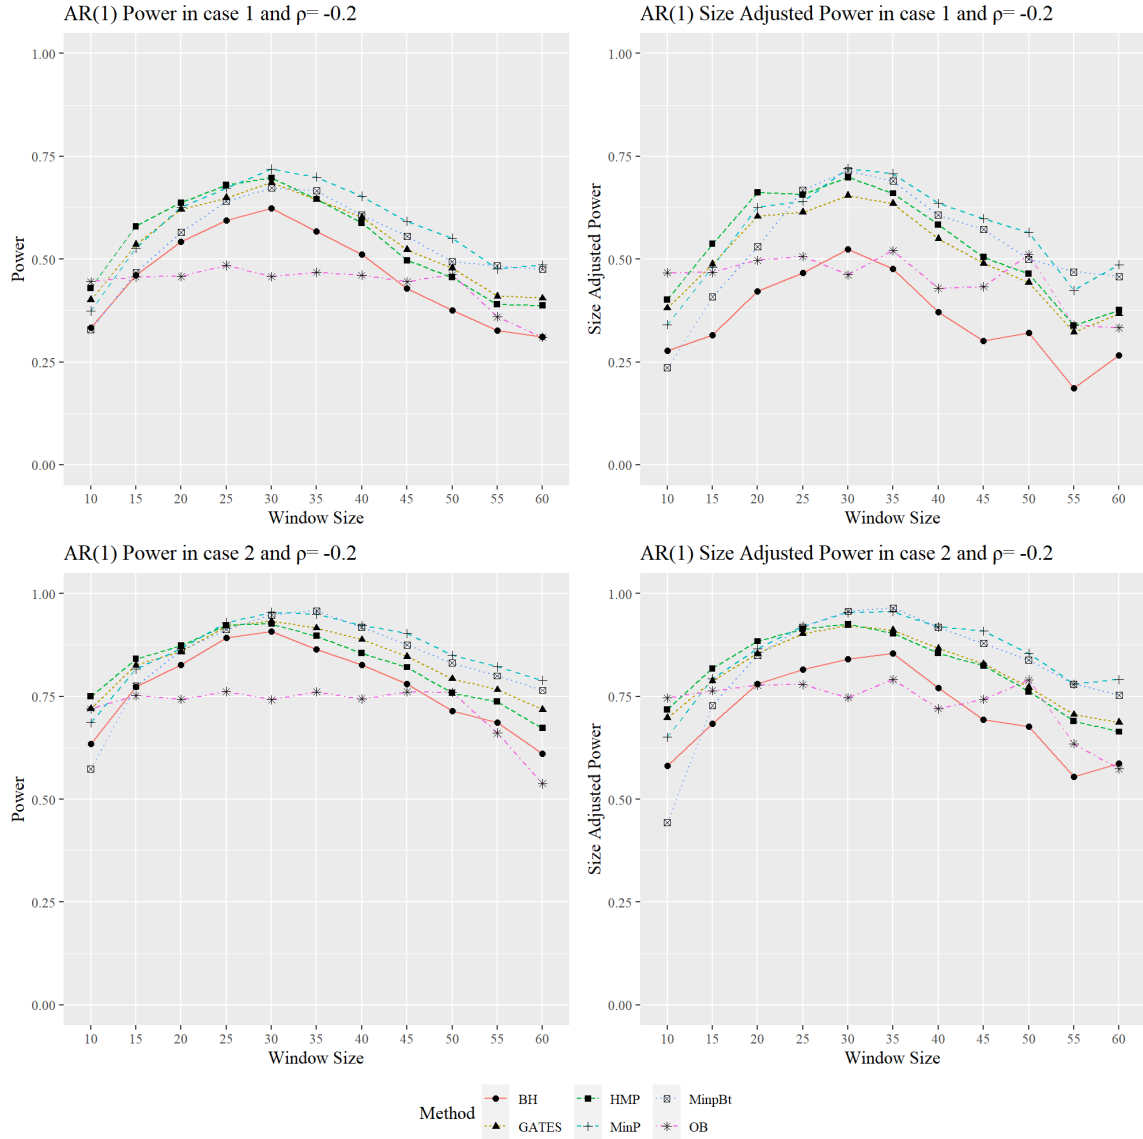 AR(1) Power in case 1 and ρ= -0.2
1.00
0.75
0.50
0.25
0.00
Power
10 15 20 25 30 35 40 45 50 55 60
Window Size
AR(1) Size Adjusted Power in case 1 and ρ= -0.2
1.00
0.75
0.50
0.25
0.00
Size Adjusted Power
10 15 20 25 30 35 40 45 50 55 60
Window Size
AR(1) Power in case 2 and ρ= -0.2
1.00
0.75
0.50
0.25
0.00
Power
10 15 20 25 30 35 40 45 50 55 60
Window Size
AR(1) Size Adjusted Power in case 2 and ρ= -0.2
1.00
0.75
0.50
0.25
0.00
Size Adjusted Power
10 15 20 25 30 35 40 45 50 55 60
Window Size
Method
BH HMP MinpBt
GATES MinP OB